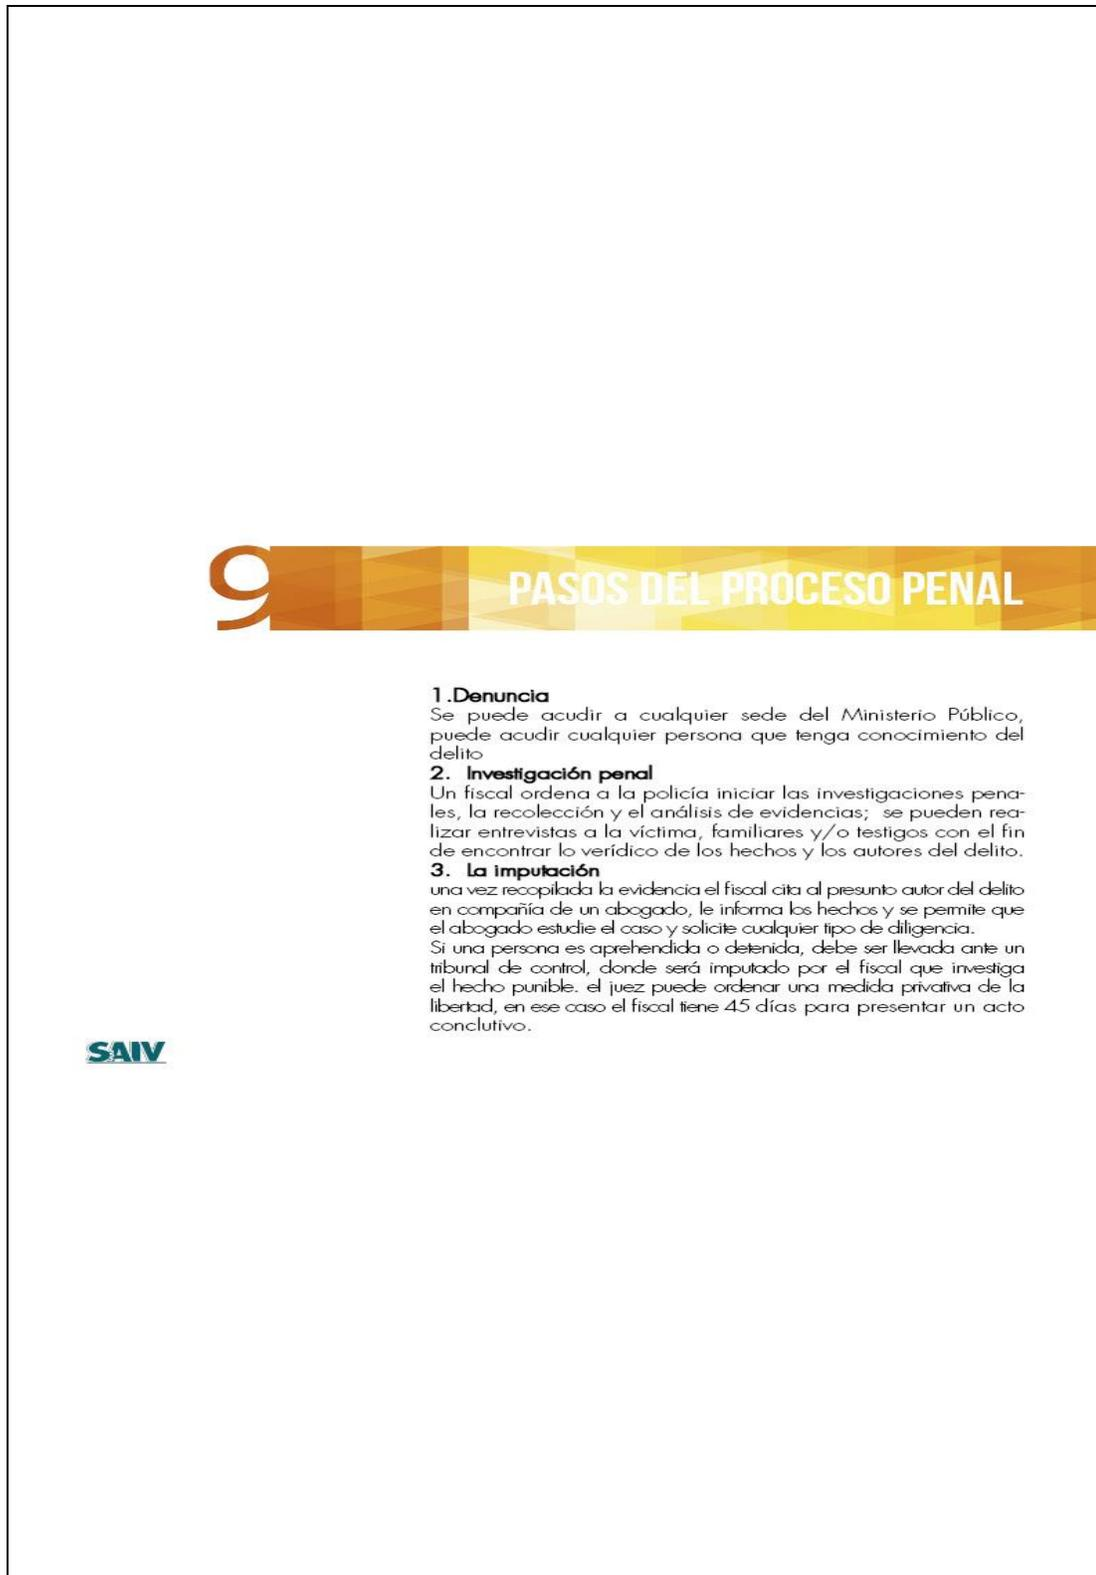 9 PASOS DEL PROCESO PENAL
1.Denuncia
Se puede acudir a cualquier sede del Ministerio Público,
puede acudir cualquier persona que tenga conocimiento del
delito
2. Investigación penal
Un fiscal ordena a la policía iniciar las investigaciones pena-
les, la recolección y el análisis de evidencias; se pueden rea-
lizar entrevistas a la víctima, familiares y/o testigos con el fin
de encontrar lo verídico de los hechos y los autores del delito.
3. La imputación
una vez recopilada la evidencia el fiscal cita al presunto autor del delito
en compañía de un abogado, le informa los hechos y se permite que
el abogado estudie el caso y solicite cualquier tipo de diligencia.
Si una persona es aprehendida o detenida, debe ser llevada ante un
tribunal de control, donde será imputado por el fiscal que investiga
el hecho punible. el juez puede ordenar una medida privativa de la
libertad, en ese caso el fiscal tiene 45 días para presentar un acto
conclutivo.
SAIV